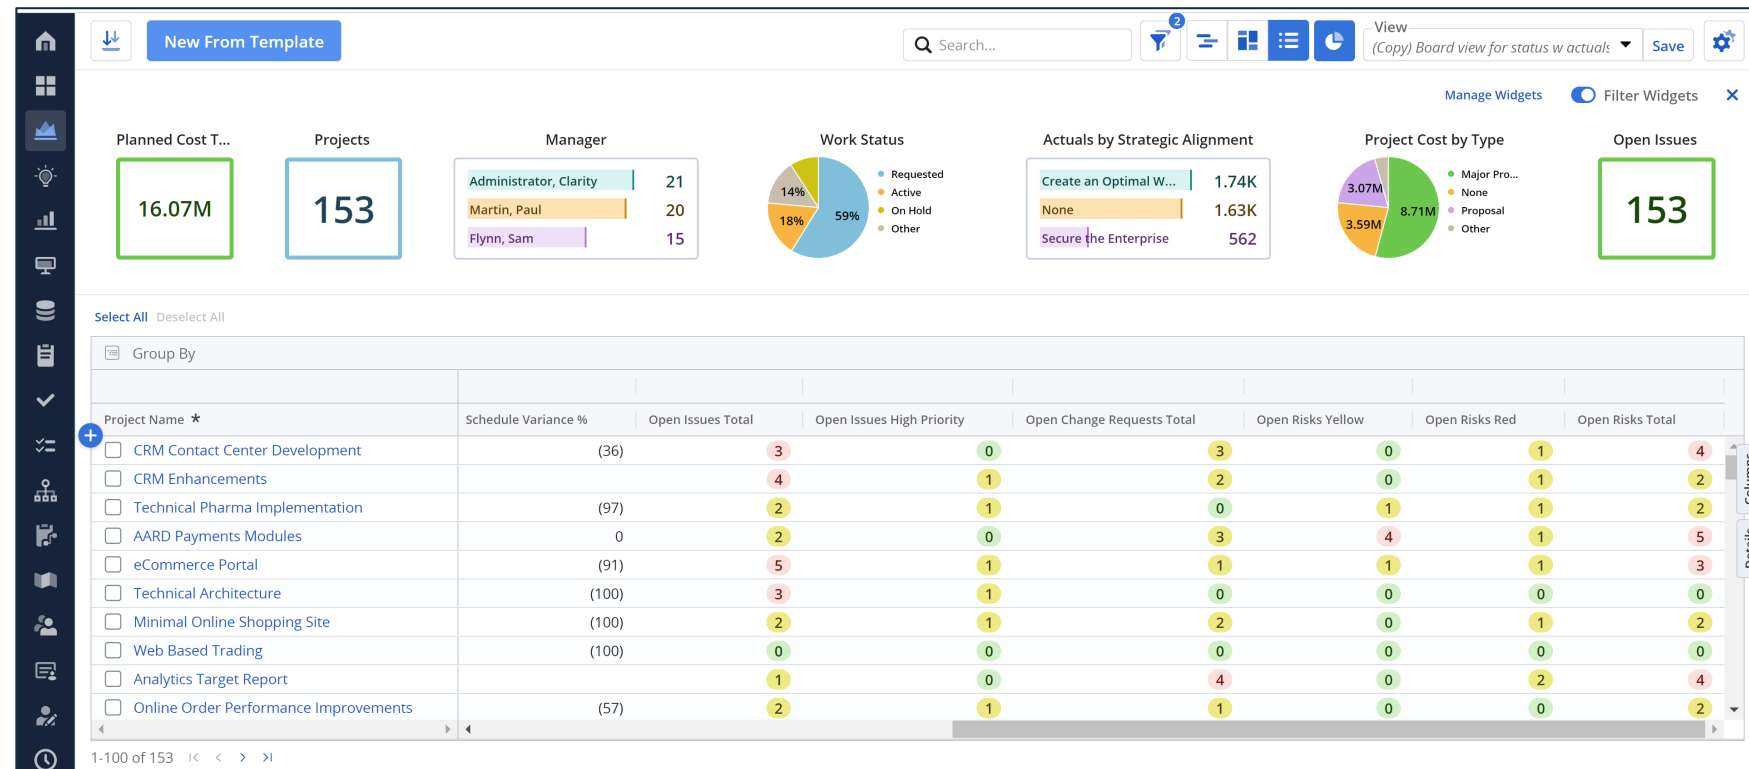 New From Template
Search...
2
View
(Copy) Board view for status w actuals
Save
Manage Widgets
Filter Widgets
Planned Cost T...
16.07M
Projects
153
Manager
Administrator, Clarity 21
Martin, Paul 20
Flynn, Sam 15
Work Status
14%
18%
59%
Requested
Active
On Hold
Other
Actuals by Strategic Alignment
Create an Optimal W... 1.74K
None 1.63K
Secure the Enterprise 562
Project Cost by Type
3.07M
3.59M
8.71M
Major Pro...
None
Proposal
Other
Open Issues
153
Select All Deselect All
Group By
Project Name * Schedule Variance % Open Issues Total Open Issues High Priority Open Change Requests Total Open Risks Yellow Open Risks Red Open Risks Total
CRM Contact Center Development (36) 3 0 3 0 1 4
CRM Enhancements 4 1 2 0 1 2
Technical Pharma Implementation (97) 2 1 0 1 1 2
AARD Payments Modules 0 2 0 3 4 1 5
eCommerce Portal (91) 5 1 1 1 1 3
Technical Architecture (100) 3 1 0 0 0 0
Minimal Online Shopping Site (100) 2 1 2 0 1 2
Web Based Trading (100) 0 0 0 0 0 0
Analytics Target Report 1 0 4 0 2 4
Online Order Performance Improvements (57) 2 1 1 0 0 2
1-100 of 153